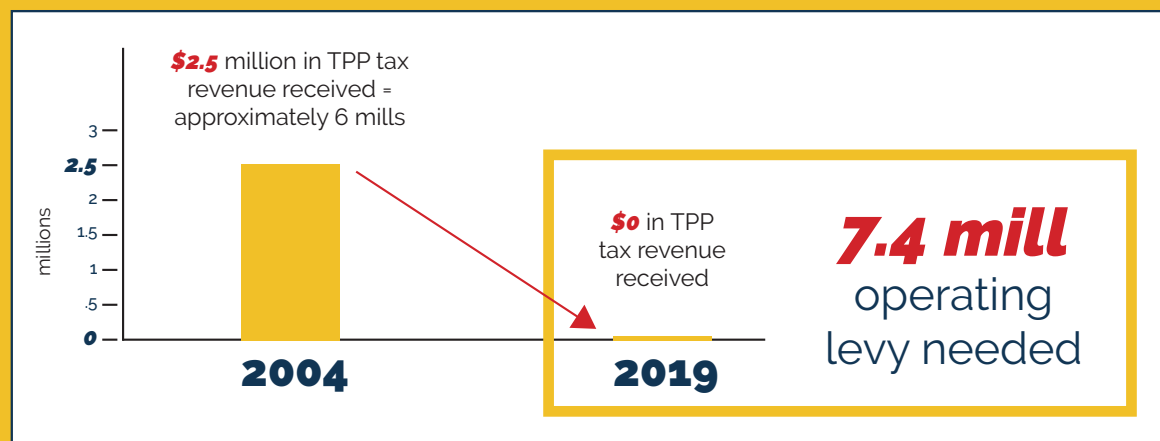 $2.5 million in TPP tax
revenue received =
approximately 6 mills
3
2.5
2
1.5
1
.5
0
millions
$0 in TPP
tax revenue
received
7.4 mill
operating
levy needed
2004
2019